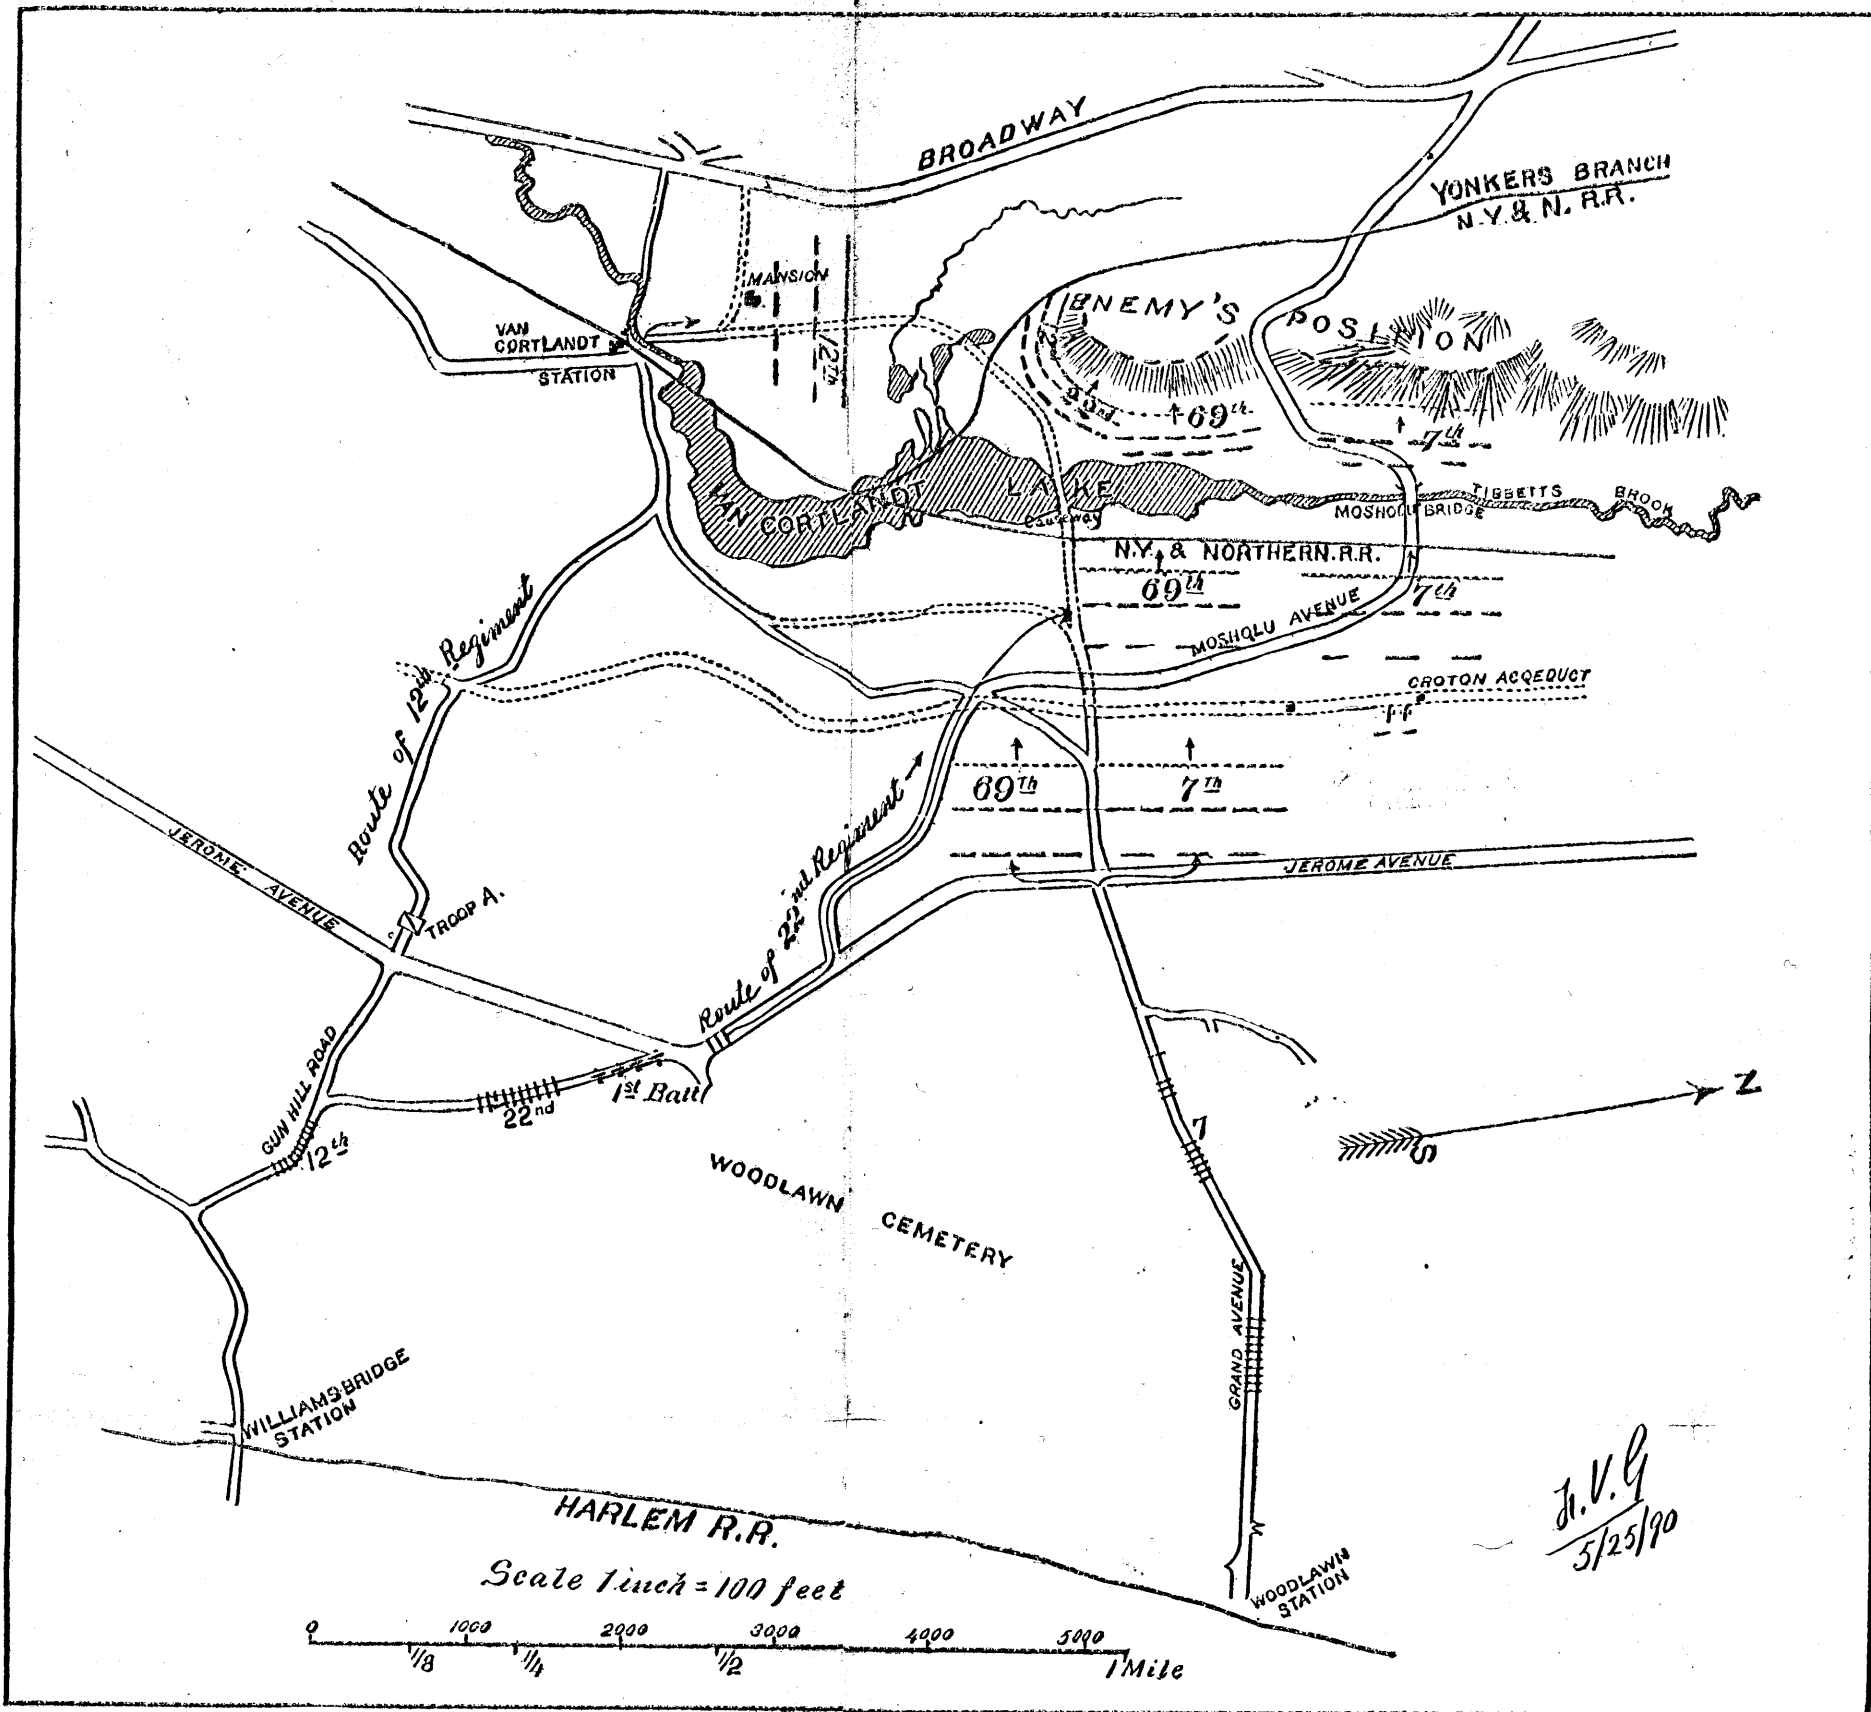 BROADWAY
YONKERS BRANCH
N.Y. & N. R.R.
MANSION
ENEMY'S POSITION
VAN
CORTLANDT
STATION
12TH
22nd
69th
7th
VAN CORTLANDT LAKE
Causeway
TIBBETTS BROOK
MOSHOLU BRIDGE
N.Y. & NORTHERN. R.R.
69th
7th
MOSHOLU AVENUE
CROTON ACQEDUCT
Route of 12th Regiment
69Th
7Th
JEROME AVENUE
JEROME AVENUE
TROOP A.
Route of 22nd Regiment
GUN HILL ROAD
12th
22nd
1st Batt
7
N
S
WOODLAWN CEMETERY
GRAND AVENUE
WILLIAMSBRIDGE
STATION
HARLEM R.R.
WOODLAWN
STATION
F.V.G
5/25/90
Scale 1 inch = 100 feet
0 1000 2000 3000 4000 5000
1/8 1/4 1/2 1 Mile